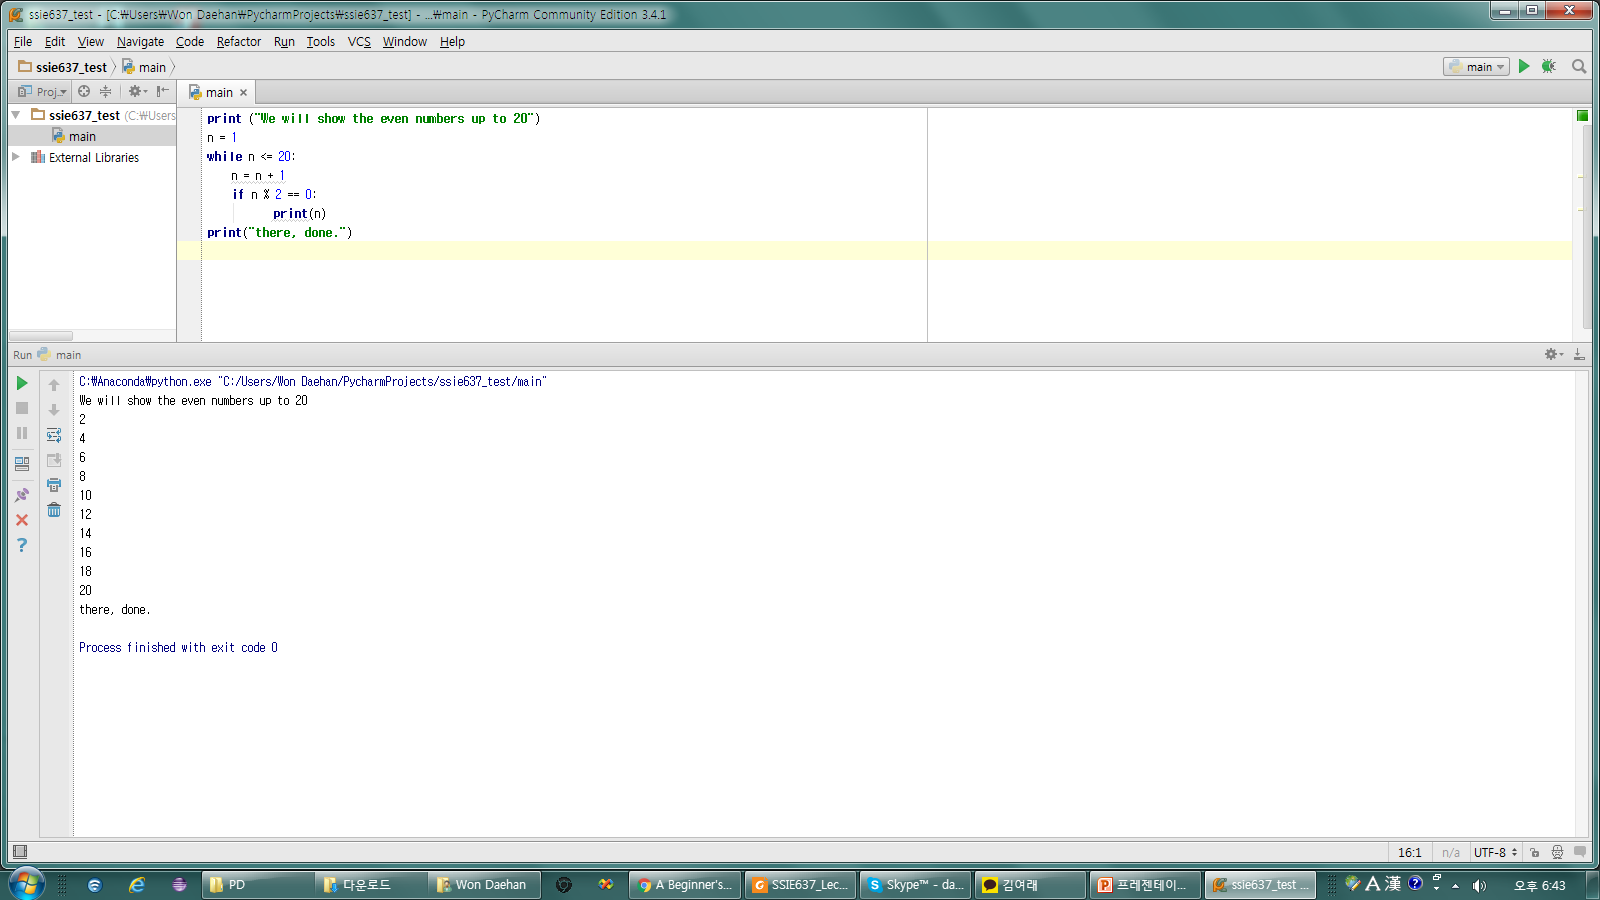 ssie637_test - [C:₩Users₩Won Daehan₩PycharmProjects₩ssie637_test] - ...₩main - PyCharm Community Edition 3.4.1
File Edit View Navigate Code Refactor Run Tools VCS Window Help
ssie637_test main
main
Proj...
main
ssie637_test (C:₩Users
main
External Libraries
print ("We will show the even numbers up to 20")
n = 1
while n <= 20:
n = n + 1
if n % 2 == 0:
print(n)
print("there, done.")
Run main
C:₩Anaconda₩python.exe "C:/Users/Won Daehan/PycharmProjects/ssie637_test/main"
We will show the even numbers up to 20
2
4
6
8
10
12
14
16
18
20
there, done.
Process finished with exit code 0
16:1 n/a UTF-8
PD 다운로드 Won Daehan A Beginner's... SSIE637_Lec... Skype™ - da... 김여래 프레젠테이... ssie637_test ... A 漢 오후 6:43